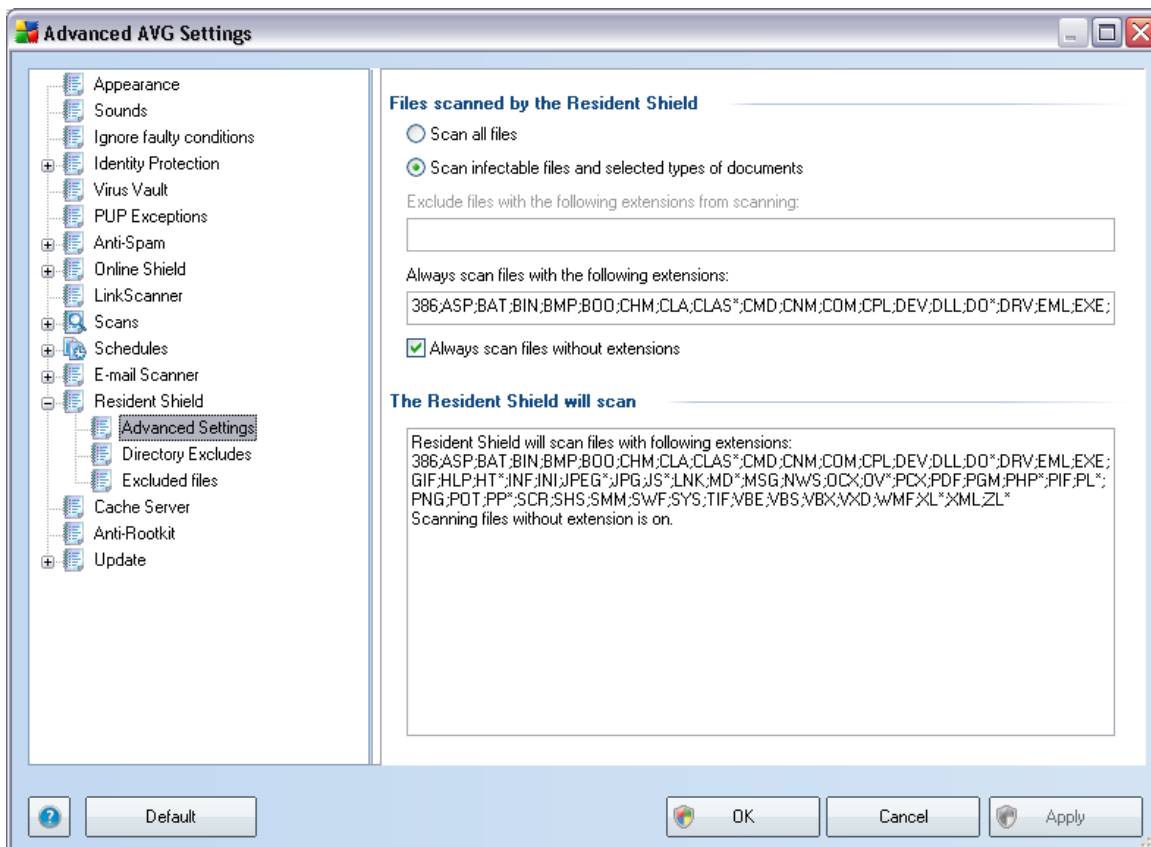 Advanced AVG Settings
Appearance
Sounds
Ignore faulty conditions
Identity Protection
Virus Vault
PUP Exceptions
Anti-Spam
Online Shield
LinkScanner
Scans
Schedules
E-mail Scanner
Resident Shield
Advanced Settings
Directory Excludes
Excluded files
Cache Server
Anti-Rootkit
Update
Files scanned by the Resident Shield
Scan all files
Scan infectable files and selected types of documents
Exclude files with the following extensions from scanning:
Always scan files with the following extensions:
386;ASP;BAT;BIN;BMP;BOO;CHM;CLA;CLAS*;CMD;CNM;COM;CPL;DEV;DLL;DO*;DRV;EML;EXE;
Always scan files without extensions
The Resident Shield will scan
Resident Shield will scan files with following extensions:
386;ASP;BAT;BIN;BMP;BOO;CHM;CLA;CLAS*;CMD;CNM;COM;CPL;DEV;DLL;DO*;DRV;EML;EXE;
GIF;HLP;HT*;INF;INI;JPEG*;JPG;JS*;LNK;MD*;MSG;NWS;OCX;OV*;PCX;PDF;PGM;PHP*;PIF;PL*;
PNG;POT;PP*;SCR;SHS;SMM;SWF;SYS;TIF;VBE;VBS;VBX;VXD;WMF;XL*;XML;ZL*
Scanning files without extension is on.
?
Default
OK
Cancel
Apply